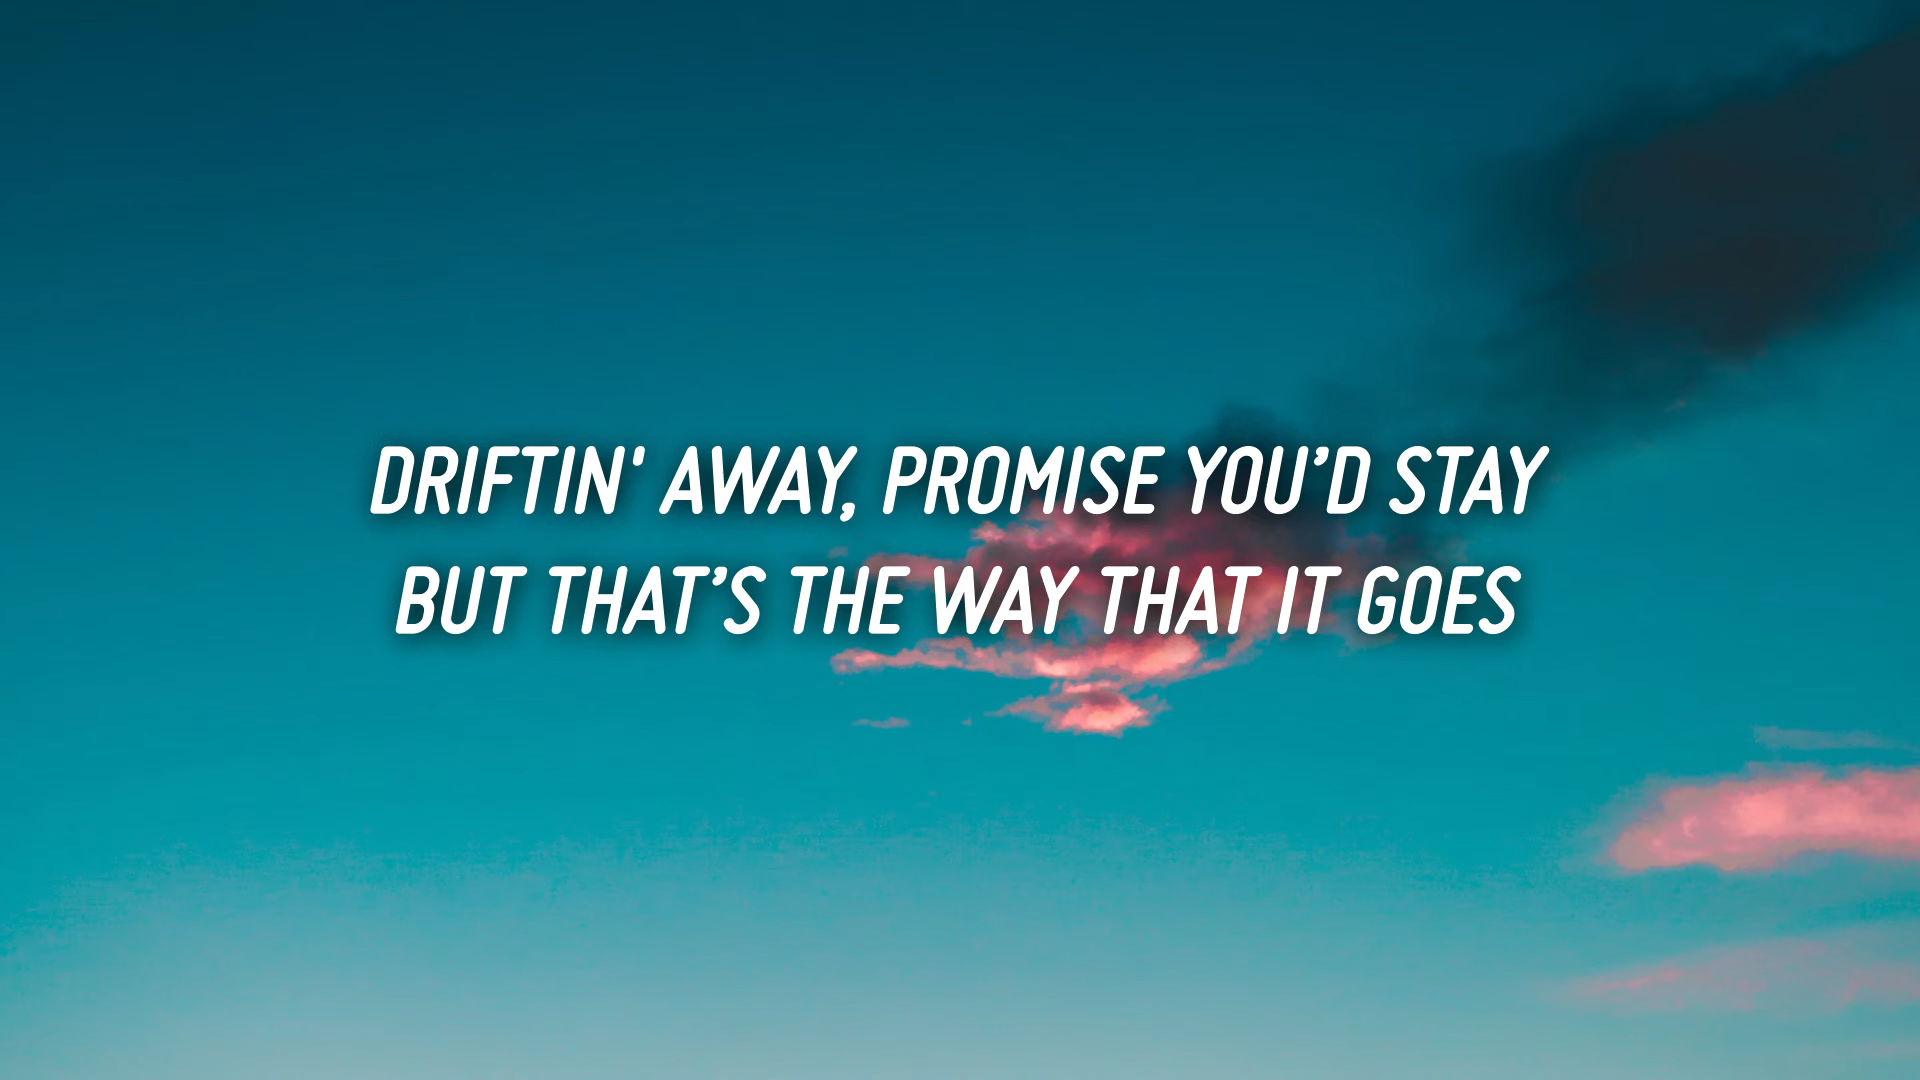 DRIFTIN' AWAY, PROMISE YOU’D STAY
BUT THAT’S THE WAY THAT IT GOES